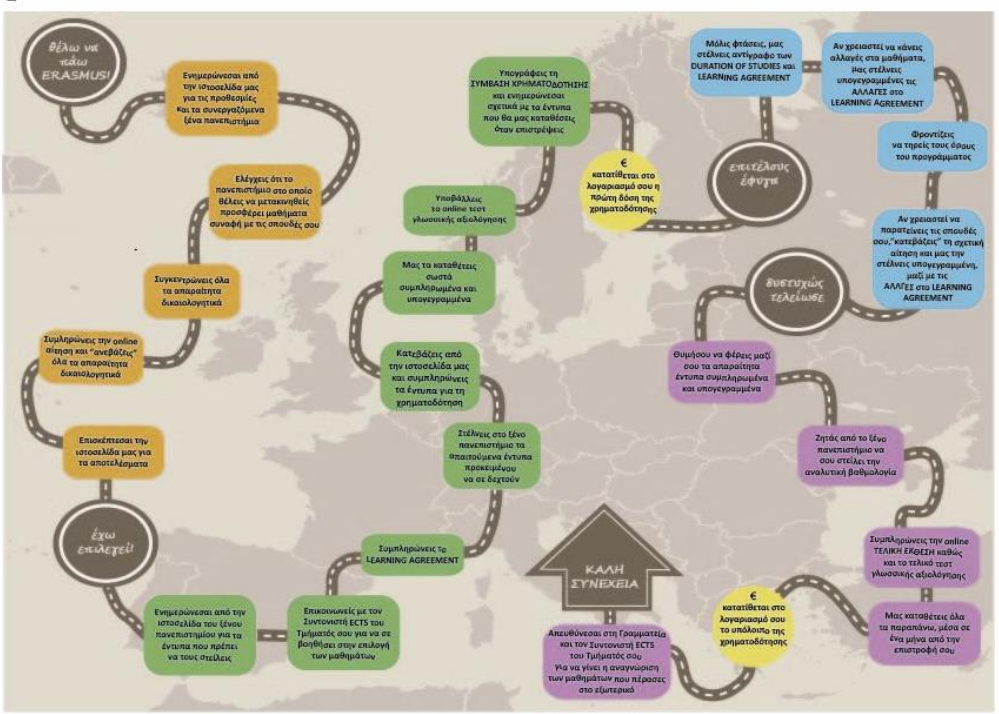 θέλω να
πάω
ERASMUS!
Ενημερώνεσαι από
την ιστοσελίδα μας
για τις προθεσμίες
και τα συνεργαζόμενα
ξένα πανεπιστήμια
Ελέγχεις ότι το
πανεπιστήμιο στο οποίο
θέλεις να μετακινηθείς
προσφέρει μαθήματα
συναφή με τις σπουδές σου
Συγκεντρώνεις όλα
τα απαραίτητα
δικαιολογητικά
Συμπληρώνεις την online
αίτηση και "ανεβάζεις"
όλα τα απαραίτητα
δικαιολογητικά
Επισκέπτεσαι την
ιστοσελίδα μας για
τα αποτελέσματα
έχω
επιλεγεί!
Ενημερώνεσαι από την
ιστοσελίδα του ξένου
πανεπιστημίου για τα
έντυπα που πρέπει
να τους στείλεις
Επικοινωνείς με τον
Συντονιστή ECTS του
Τμήματός σου για να σε
βοηθήσει στην επιλογή
των μαθημάτων
Συμπληρώνεις το
LEARNING AGREEMENT
Στέλνεις στο ξένο
πανεπιστήμιο τα
απαιτούμενα έντυπα
προκειμένου
να σε δεχτούν
Κατεβάζεις από
την ιστοσελίδα μας
και συμπληρώνεις
τα έντυπα για τη
χρηματοδότηση
Μας τα καταθέτεις
σωστά
συμπληρωμένα και
υπογεγραμμένα
Υποβάλλεις
το online τεστ
γλωσσικής αξιολόγησης
Υπογράφεις τη
ΣΥΜΒΑΣΗ ΧΡΗΜΑΤΟΔΟΤΗΣΗΣ
και ενημερώνεσαι
σχετικά με τα έντυπα
που θα μας καταθέσεις
όταν επιστρέψεις
€
κατατίθεται στο
λογαριασμό σου η
πρώτη δόση της
χρηματοδότησης
επιτέλους
έφυγα
Μόλις φτάσεις, μας
στέλνεις αντίγραφο των
DURATION OF STUDIES και
LEARNING AGREEMENT
Αν χρειαστεί να κάνεις
αλλαγές στα μαθήματα,
μας στέλνεις
υπογεγραμμένες τις
ΑΛΛΑΓΕΣ στο
LEARNING AGREEMENT
Φροντίζεις
να τηρείς τους όρους
του προγράμματος
Αν χρειαστεί να
παρατείνεις τις σπουδές
σου,"κατεβάζεις" τη σχετική
αίτηση και μας την
στέλνεις υπογεγραμμένη,
μαζί με τις
ΑΛΛΓΕΣ στο LEARNING
AGREEMENT
δυστυχώς
τελείωσε
Θυμήσου να φέρεις μαζί
σου τα απαραίτητα
έντυπα συμπληρωμένα
και υπογεγραμμένα
Ζητάς από το ξένο
πανεπιστήμιο να
σου στείλει την
αναλυτική βαθμολογία
Συμπληρώνεις την online
ΤΕΛΙΚΗ ΕΚΘΕΣΗ καθώς
και το τελικό τεστ
γλωσσικής αξιολόγησης
Μας καταθέτεις όλα
τα παραπάνω, μέσα σε
ένα μήνα από την
επιστροφή σου
€
κατατίθεται στο
λογαριασμό σου
το υπόλοιπο της
χρηματοδότησης
Απευθύνεσαι στη Γραμματεία
και τον Συντονιστή ECTS
του Τμήματός σου
για να γίνει η αναγνώριση
των μαθημάτων που πέρασες
στο εξωτερικό
ΚΑΛΗ
ΣΥΝΕΧΕΙΑ